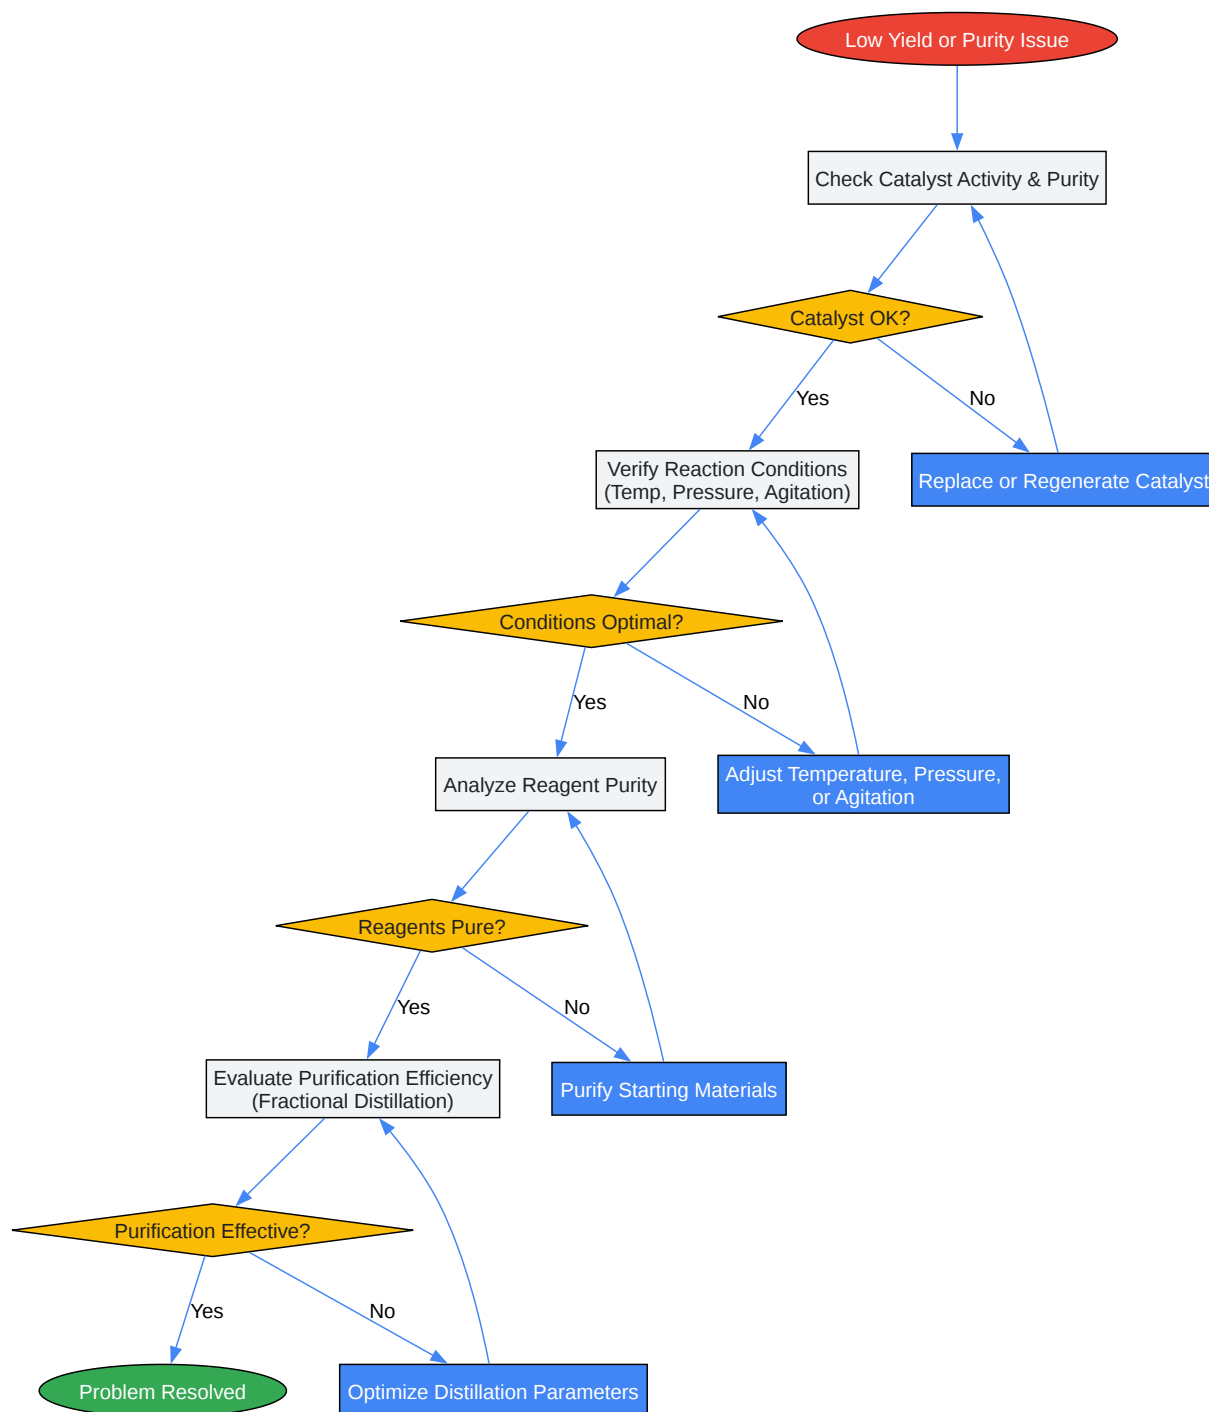 Low Yield or Purity Issue
Check Catalyst Activity & Purity
Catalyst OK?
Yes
No
Verify Reaction Conditions
(Temp, Pressure, Agitation)
Replace or Regenerate Catalyst
Conditions Optimal?
Yes
No
Analyze Reagent Purity
Adjust Temperature, Pressure,
or Agitation
Reagents Pure?
Yes
No
Evaluate Purification Efficiency
(Fractional Distillation)
Purify Starting Materials
Purification Effective?
Yes
No
Problem Resolved
Optimize Distillation Parameters